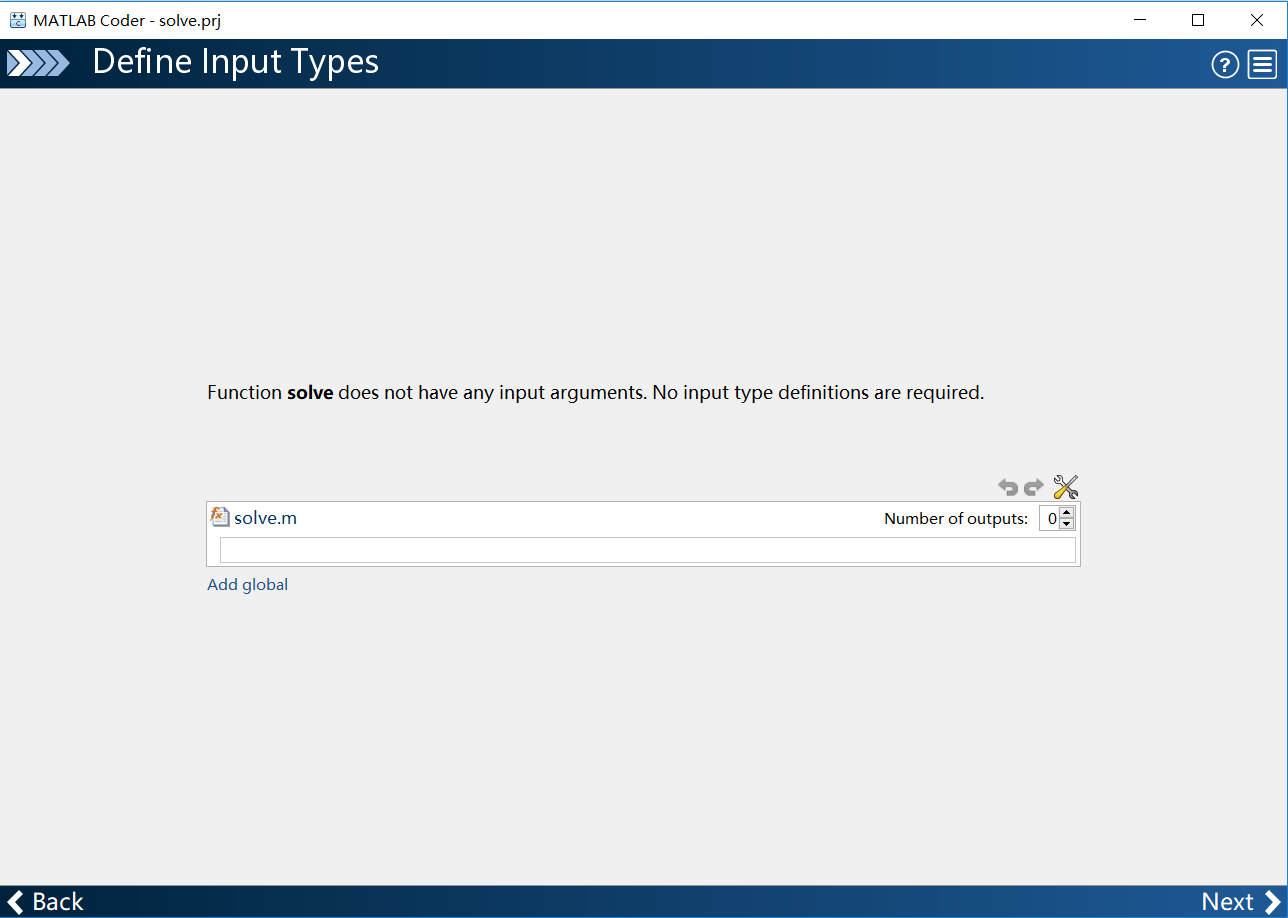 MATLAB Coder - solve.prj
Define Input Types
?
Function solve does not have any input arguments. No input type definitions are required.
solve.m
Number of outputs: 0
Add global
Back
Next